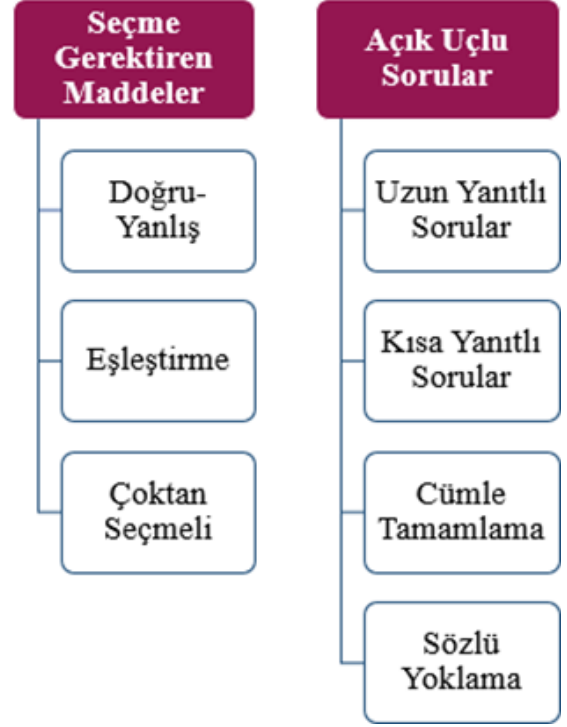 Seçme
Gerektiren
Maddeler
Doğru-
Yanlış
Eşleştirme
Çoktan
Seçmeli
Açık Uçlu
Sorular
Uzun Yanıtlı
Sorular
Kısa Yanıtlı
Sorular
Cümle
Tamamlama
Sözlü
Yoklama